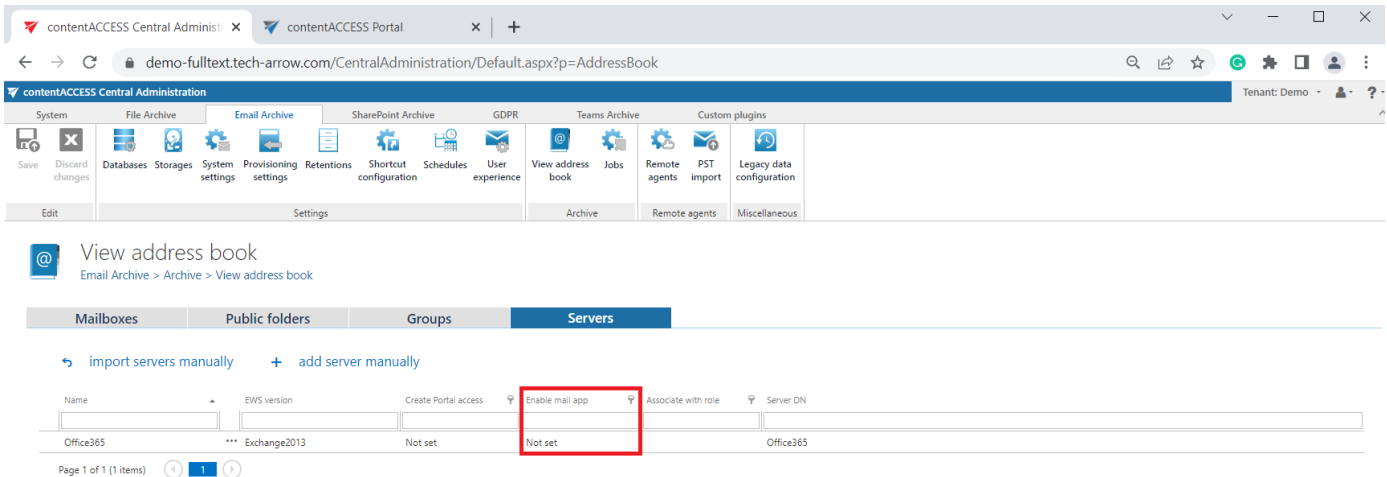 contentACCESS Central Administ
contentACCESS Portal
demo-fulltext.tech-arrow.com/CentralAdministration/Default.aspx?p=AddressBook
contentACCESS Central Administration
Tenant: Demo
System File Archive Email Archive SharePoint Archive GDPR Teams Archive Custom plugins
Save
Discard changes
Databases
Storages
System settings
Provisioning settings
Retentions
Shortcut configuration
Schedules
User experience
View address book
Jobs
Remote agents
PST import
Legacy data configuration
Edit Settings Archive Remote agents Miscellaneous
View address book
Email Archive > Archive > View address book
Mailboxes Public folders Groups Servers
import servers manually + add server manually
Name EWS version Create Portal access Enable mail app Associate with role Server DN
Office365 ... Exchange2013 Not set Not set Office365
Page 1 of 1 (1 items) 1